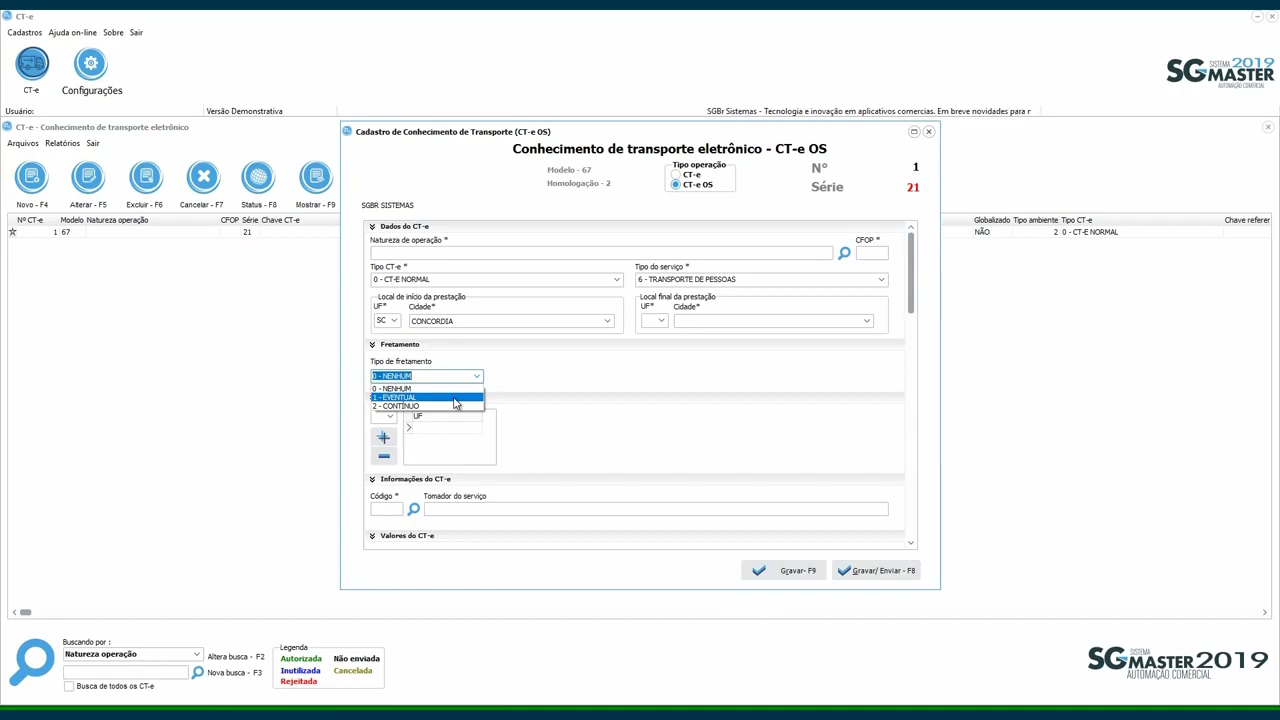 CT-e
Cadastros Ajuda on-line Sobre Sair
CT-e Configurações
SISTEMA 2019
SGMASTER
AUTOMAÇÃO COMERCIAL
Usuário: Versão Demonstrativa SGBr Sistemas - Tecnologia e inovação em aplicativos comercias. Em breve novidades para r
CT-e - Conhecimento de transporte eletrônico
Arquivos Relatórios Sair
Novo - F4 Alterar - F5 Excluir - F6 Cancelar - F7 Status - F8 Mostrar - F9
Nº CT-e Modelo Natureza operação CFOP Série Chave CT-e Globalizado Tipo ambiente Tipo CT-e Chave referer
1 67 21 NÃO 2 0 - CT-E NORMAL
Cadastro de Conhecimento de Transporte (CT-e OS)
Conhecimento de transporte eletrônico - CT-e OS
Modelo - 67
Homologação - 2
Tipo operação
CT-e
CT-e OS
Nº 1
Série 21
SGBR SISTEMAS
Dados do CT-e
Natureza de operação * CFOP *
Tipo CT-e * Tipo do serviço *
0 - CT-E NORMAL 6 - TRANSPORTE DE PESSOAS
Local de início da prestação Local final da prestação
UF* Cidade* UF* Cidade*
SC CONCORDIA
Fretamento
Tipo de fretamento
0 - NENHUM
0 - NENHUM
1 - EVENTUAL
2 - CONTINUO
UF
Informações do CT-e
Código * Tomador do serviço
Valores do CT-e
Gravar- F9 Gravar/ Enviar - F8
Buscando por :
Natureza operação Altera busca - F2
Nova busca - F3
Busca de todos os CT-e
Legenda
Autorizada Não enviada
Inutilizada Cancelada
Rejeitada
SISTEMA
SGMASTER2019
AUTOMAÇÃO COMERCIAL